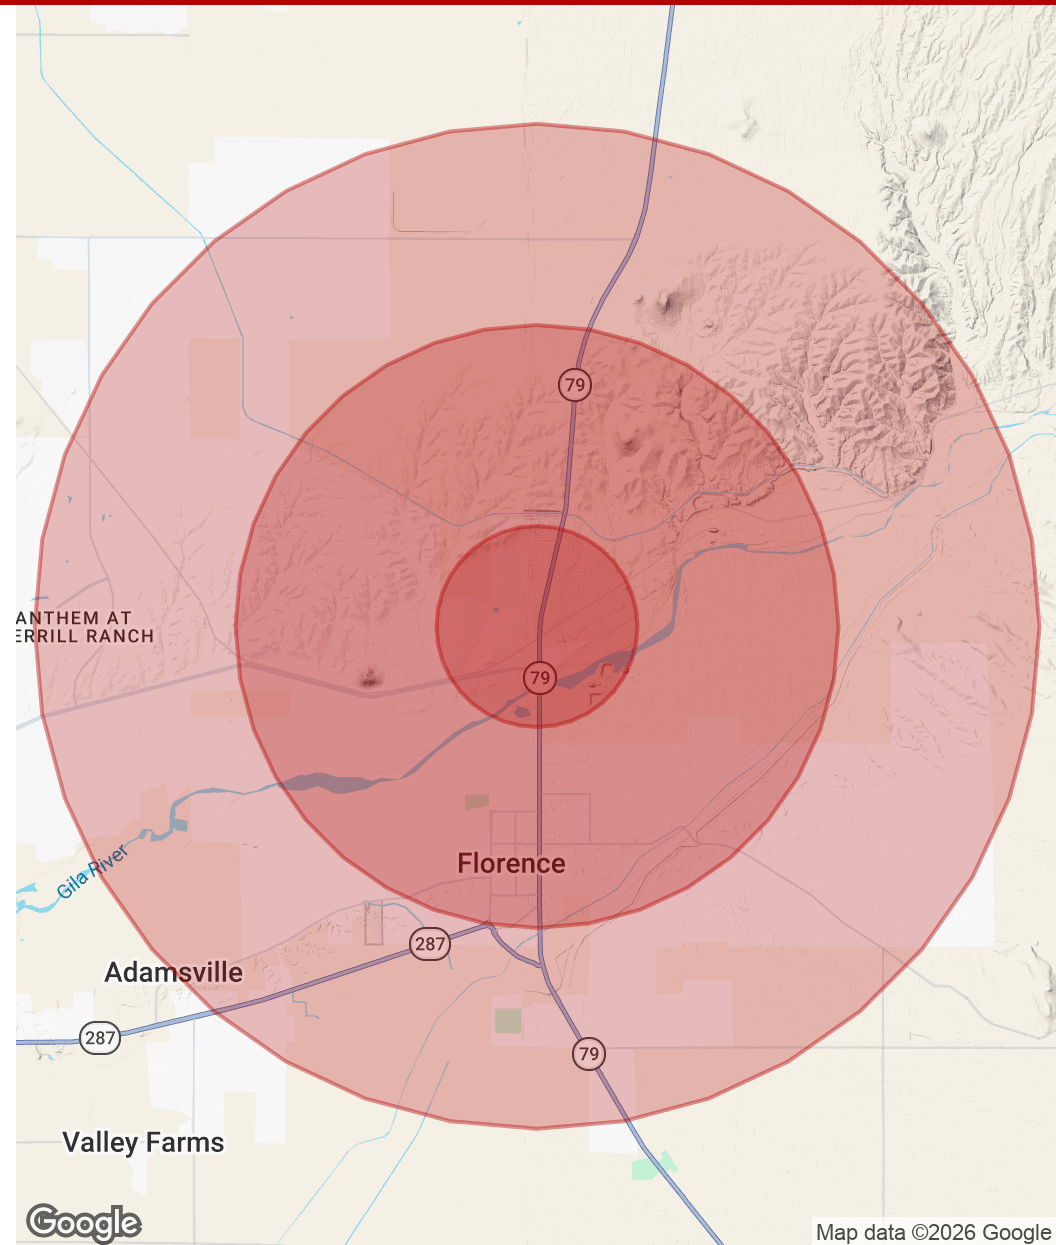 79
ANTHEM AT
ERRILL RANCH
79
Florence
Gila River
287
Adamsville
287
79
Valley Farms
Google
Map data ©2026 Google